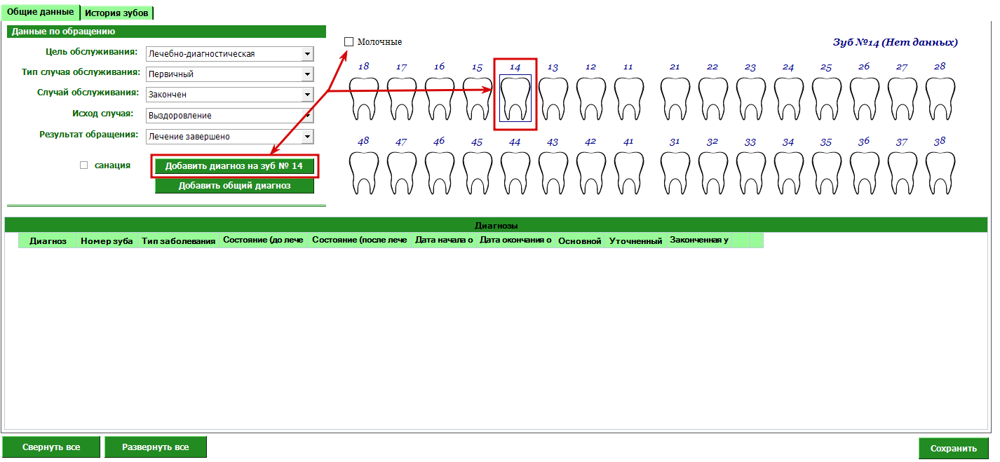 Общие данные
История зубов
Данные по обращению
Цель обслуживания: Лечебно-диагностическая
Тип случая обслуживания: Первичный
Случай обслуживания: Закончен
Исход случая: Выздоровление
Результат обращения: Лечение завершено
санация
Добавить диагноз на зуб № 14
Добавить общий диагноз
Молочные
Зуб №14 (Нет данных)
18 17 16 15 14 13 12 11 21 22 23 24 25 26 27 28
48 47 46 45 44 43 42 41 31 32 33 34 35 36 37 38
Диагнозы
Диагноз Номер зуба Тип заболевания Состояние (до лече Состояние (после лече Дата начала о Дата окончания о Основной Уточненный Законченная у
Свернуть все
Развернуть все
Сохранить